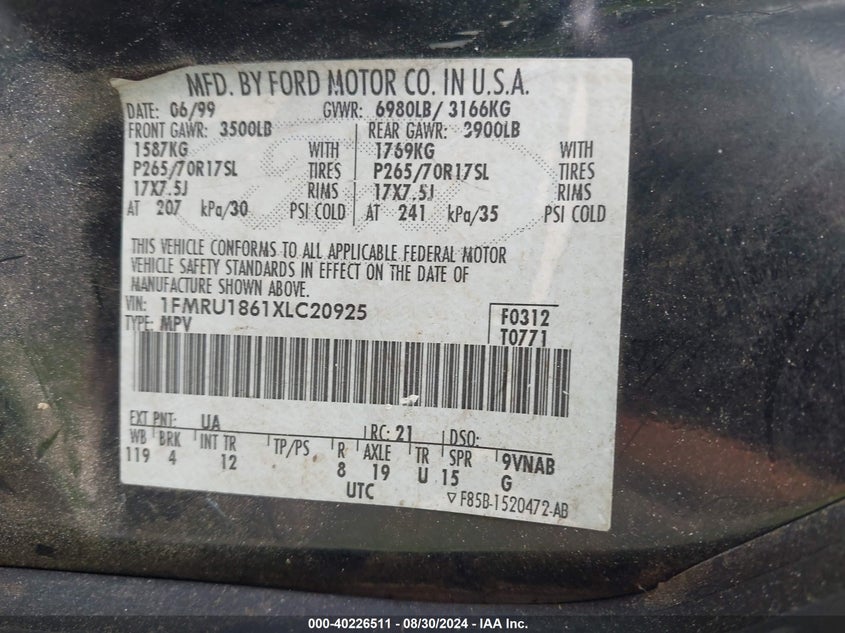 MFD. BY FORD MOTOR CO. IN U.S.A.
DATE: 06/99 GVWR: 6980LB/ 3166KG
FRONT GAWR: 3500LB REAR GAWR: 3900LB
1587KG WITH 1769KG WITH
P265/70R17SL TIRES P265/70R17SL TIRES
17X7.5J RIMS 17X7.5J RIMS
AT 207 kPa/30 PSI COLD AT 241 kPa/35 PSI COLD
THIS VEHICLE CONFORMS TO ALL APPLICABLE FEDERAL MOTOR
VEHICLE SAFETY STANDARDS IN EFFECT ON THE DATE OF
MANUFACTURE SHOWN ABOVE.
VIN: 1FMRU1861XLC20925 F0312
TYPE: MPV T0771
EXT PNT: UA RC: 21 DSO:
WB BRK INT TR TP/PS R AXLE TR SPR 9VNAB
119 4 12 8 19 U 15 G
UTC ▽ F85B-1520472-AB
000-40226511 - 08/30/2024 - IAA Inc.